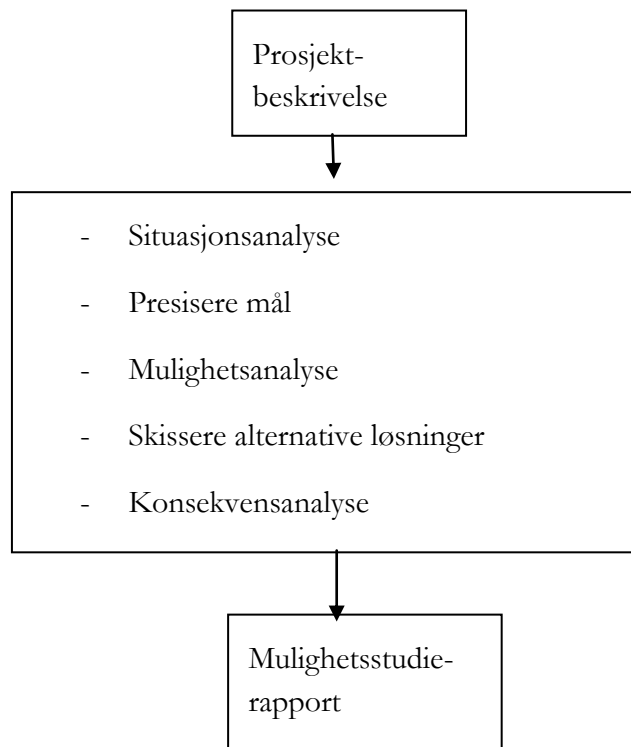 Prosjekt-
beskrivelse
- Situasjonsanalyse
- Presisere mål
- Mulighetsanalyse
- Skissere alternative løsninger
- Konsekvensanalyse
Mulighetsstudie-
rapport